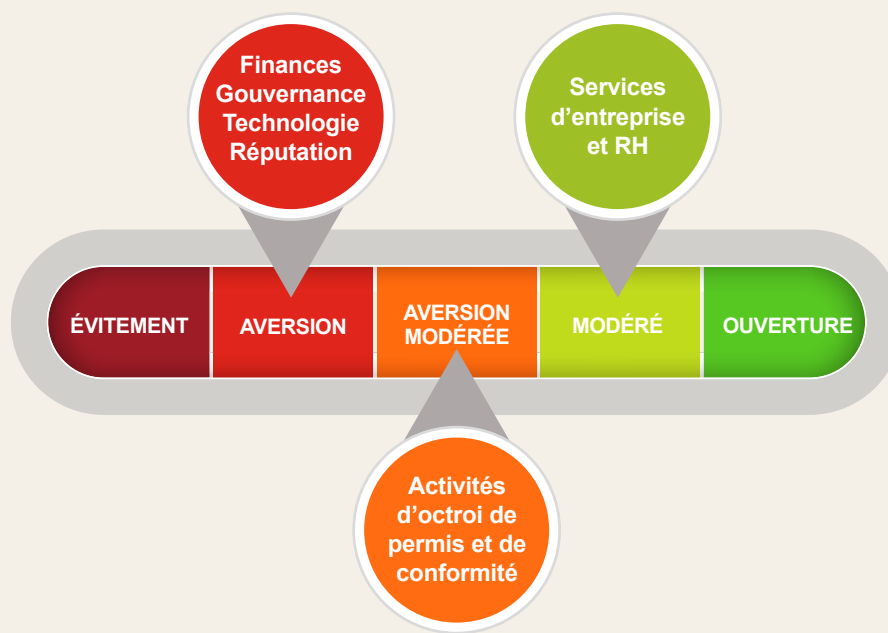 Finances
Gouvernance
Technologie
Réputation
Services
d’entreprise
et RH
ÉVITEMENT
AVERSION
AVERSION
MODÉRÉE
MODÉRÉ
OUVERTURE
Activités
d’octroi de
permis et de
conformité